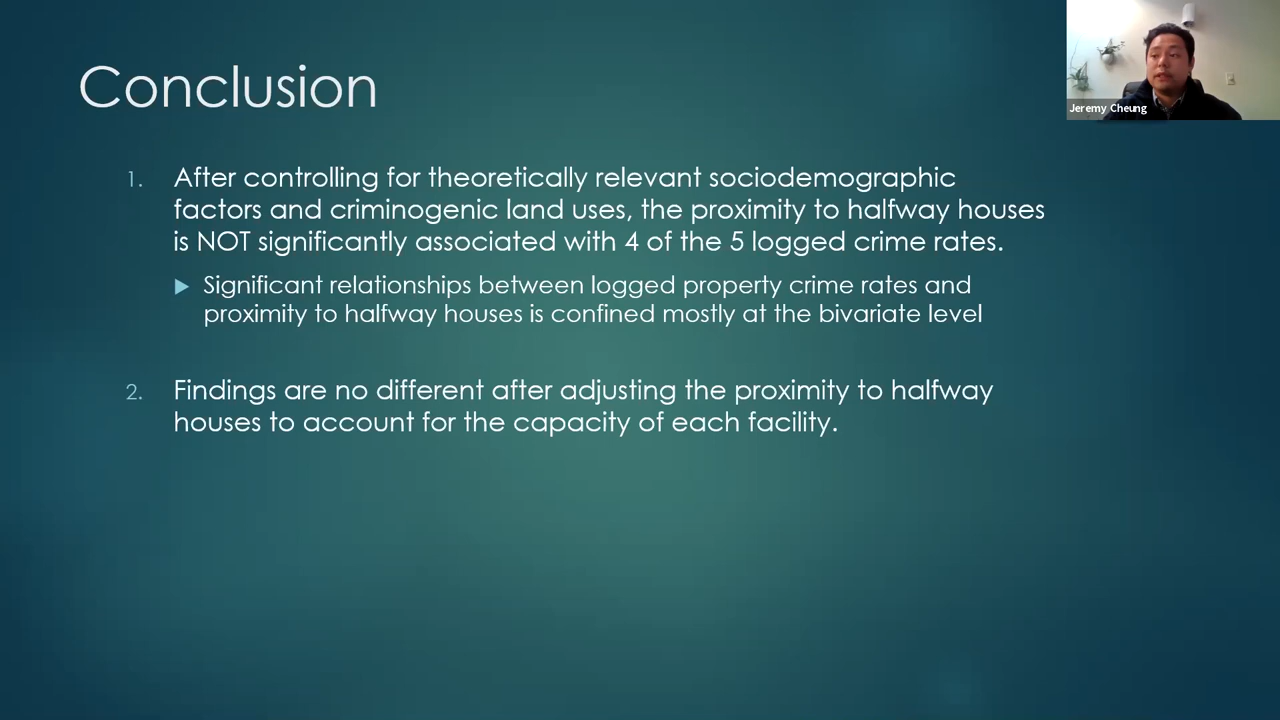 Conclusion
Jeremy Cheung
1. After controlling for theoretically relevant sociodemographic
factors and criminogenic land uses, the proximity to halfway houses
is NOT significantly associated with 4 of the 5 logged crime rates.
Significant relationships between logged property crime rates and
proximity to halfway houses is confined mostly at the bivariate level
2. Findings are no different after adjusting the proximity to halfway
houses to account for the capacity of each facility.